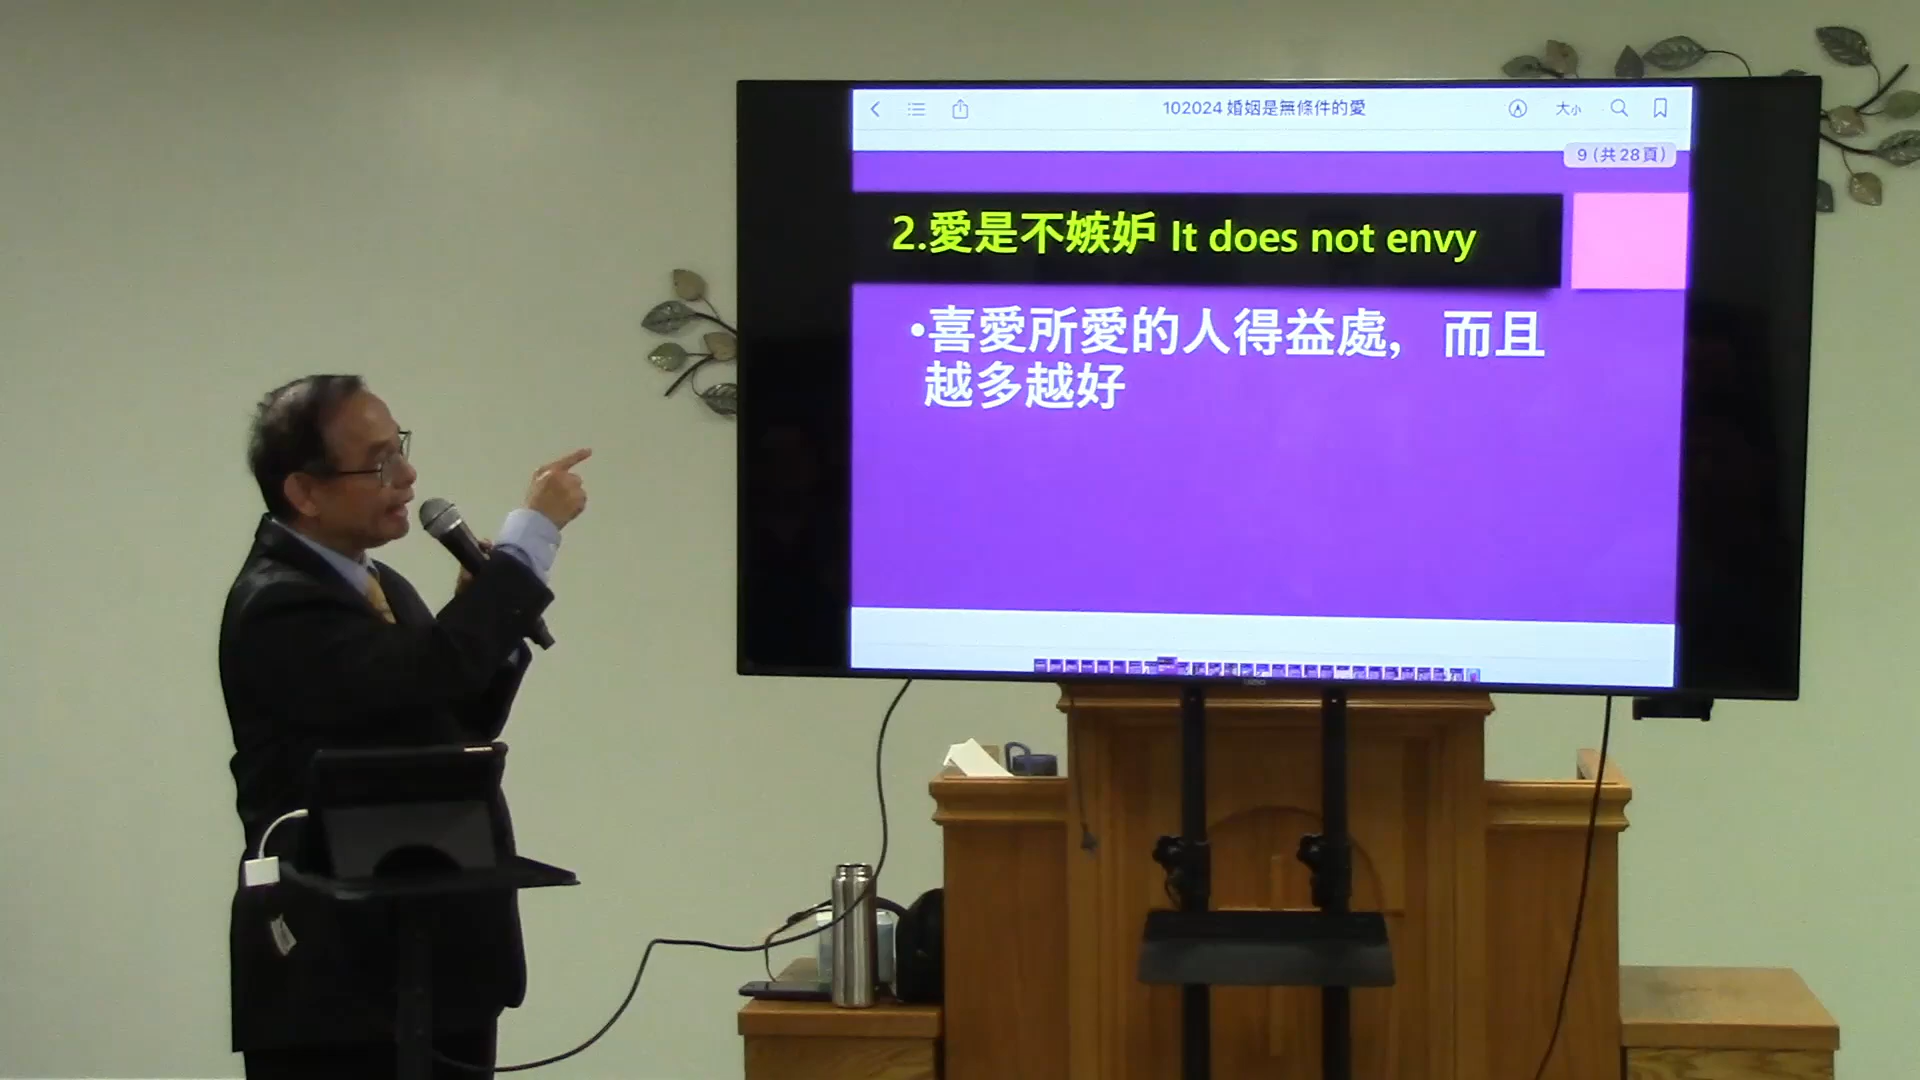 102024 婚姻是無條件的愛
大小
9 (共28頁)
2.愛是不嫉妒 It does not envy
•喜愛所愛的人得益處, 而且
越多越好